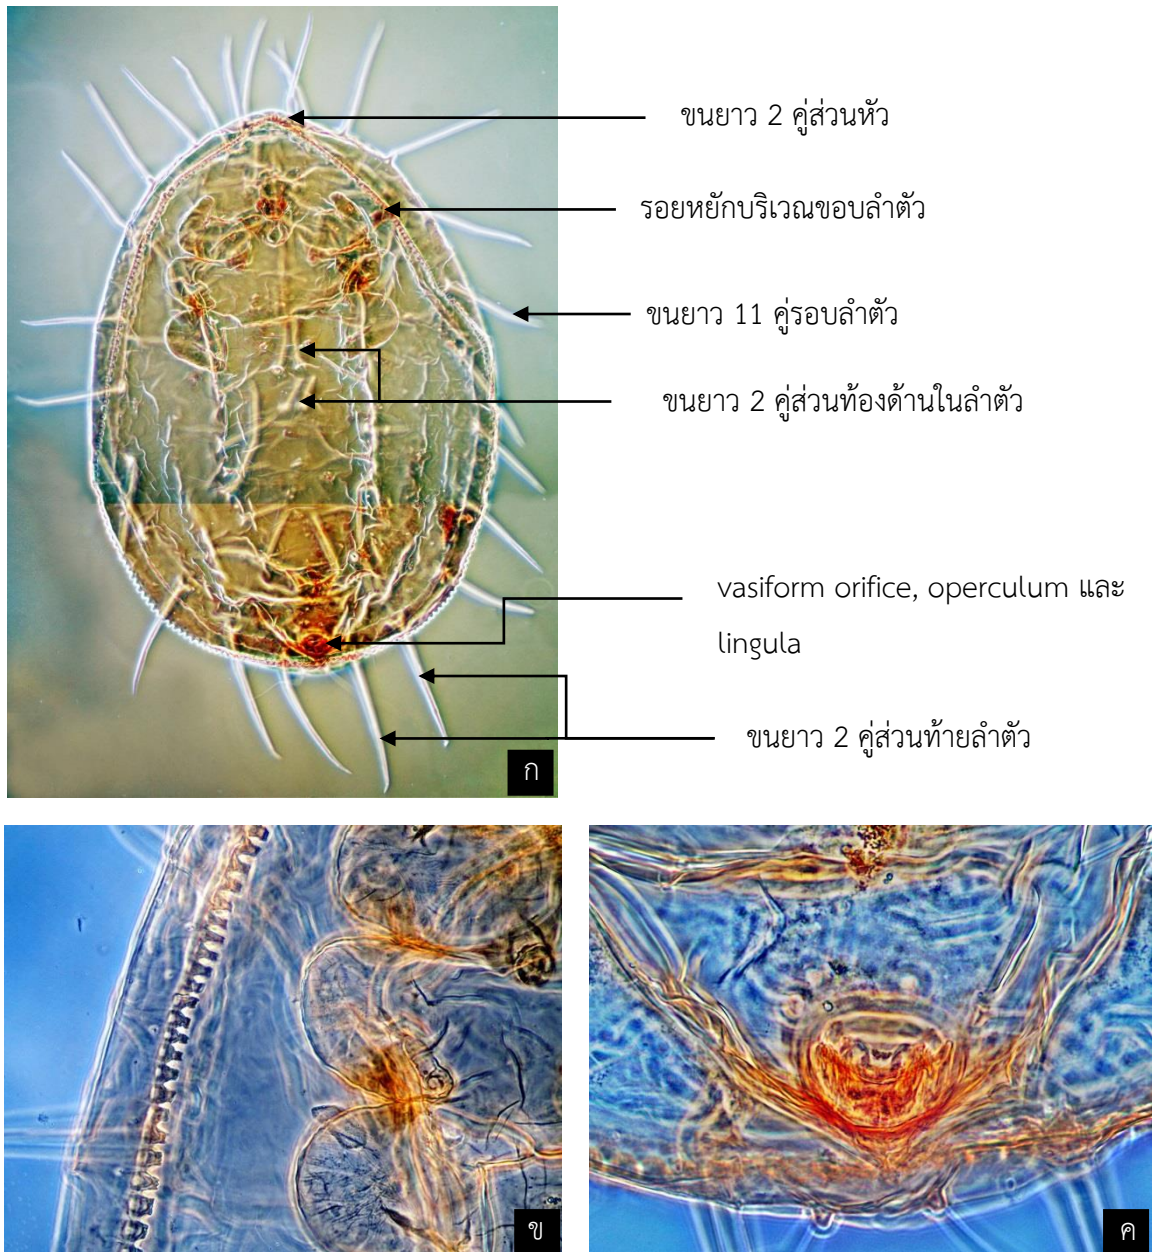 ขนยาว 2 คู่ส่วนหัว
รอยหยักบริเวณขอบลำตัว
ขนยาว 11 คู่รอบลำตัว
ขนยาว 2 คู่ส่วนท้องด้านในลำตัว
vasiform orifice, operculum และ
lingula
ขนยาว 2 คู่ส่วนท้ายลำตัว
ก
ข
ค